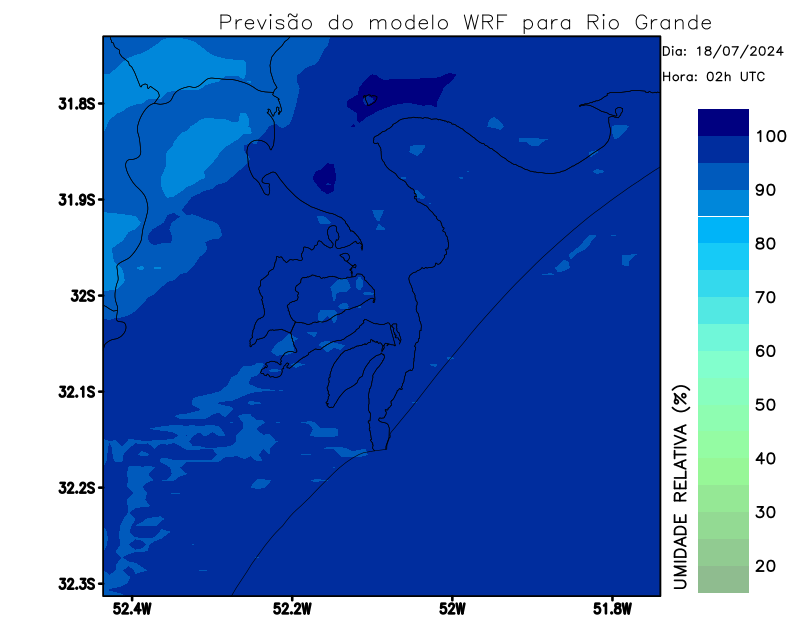 Previsão do modelo WRF para Rio Grande
Dia: 18/07/2024
Hora: 02h UTC
31.8S
31.9S
32S
32.1S
32.2S
32.3S
52.4W
52.2W
52W
51.8W
UMIDADE RELATIVA (%)
100
90
80
70
60
50
40
30
20